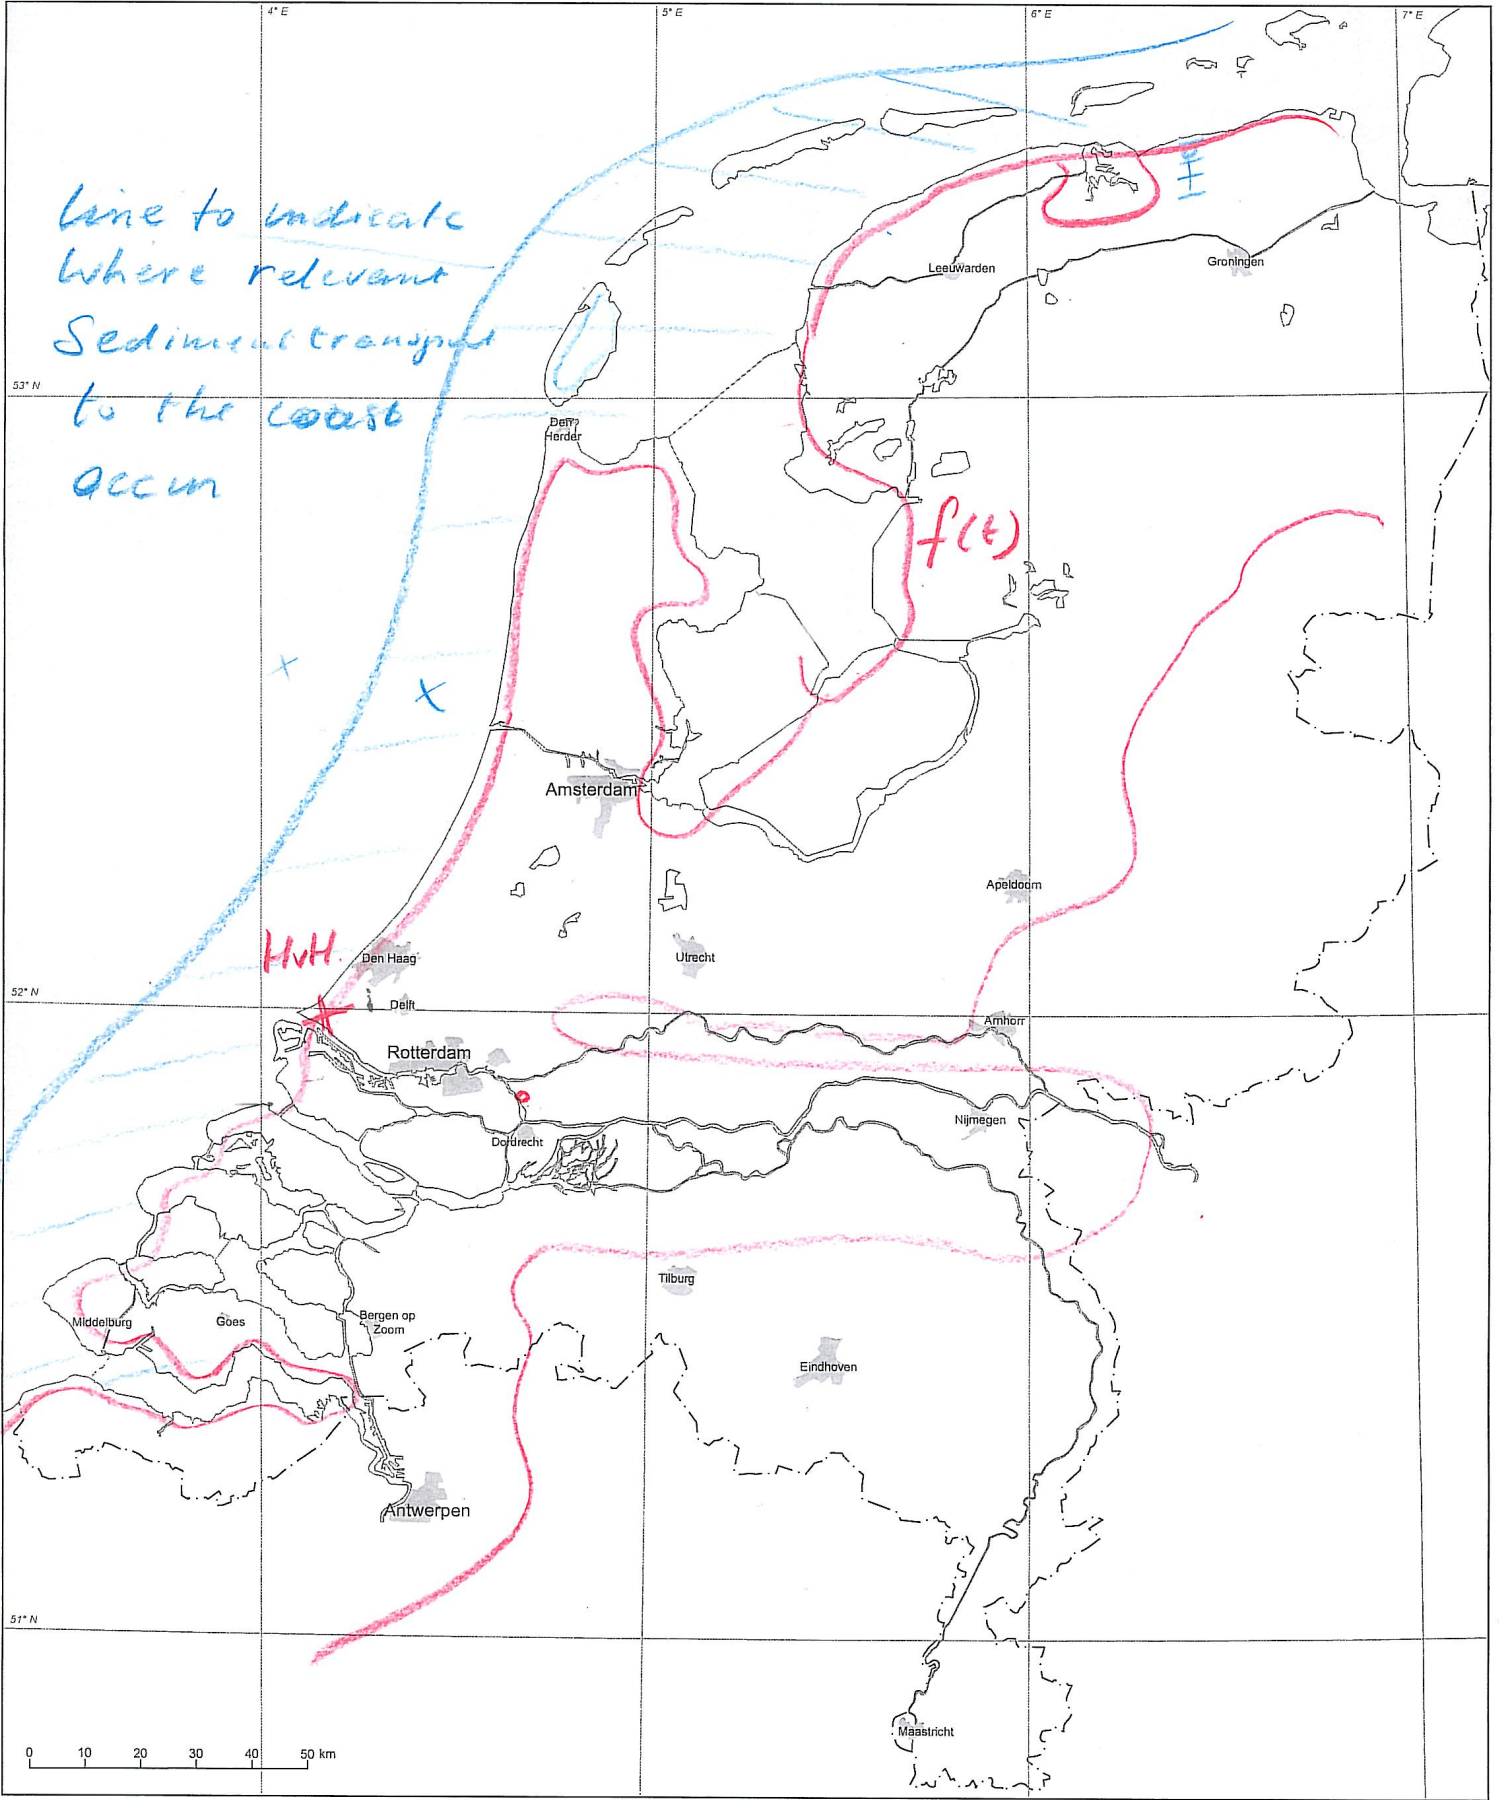 4° E
5° E
6° E
7° E
line to indicate
where relevant
Sediment transport
to the coast
occur
Leeuwarden
Groningen
53° N
Den
Helder
f(t)
x
x
Amsterdam
Apeldoorn
HvH.
Den Haag
Utrecht
52° N
Delft
Arnhem
Rotterdam
Nijmegen
Dordrecht
Tilburg
Middelburg
Goes
Bergen op
Zoom
Eindhoven
Antwerpen
51° N
Maastricht
0 10 20 30 40 50 km